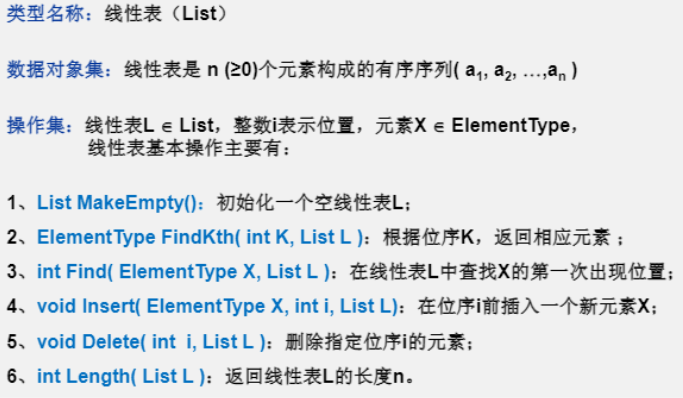 类型名称：线性表（List）
数据对象集：线性表是 n (≥0)个元素构成的有序序列( a₁, a₂, …,aₙ )
操作集：线性表L ∈ List，整数i表示位置，元素X ∈ ElementType，
线性表基本操作主要有：
1、List MakeEmpty()：初始化一个空线性表L；
2、ElementType FindKth( int K, List L )：根据位序K，返回相应元素 ；
3、int Find( ElementType X, List L )：在线性表L中查找X的第一次出现位置；
4、void Insert( ElementType X, int i, List L)：在位序i前插入一个新元素X；
5、void Delete( int i, List L )：删除指定位序i的元素；
6、int Length( List L )：返回线性表L的长度n。